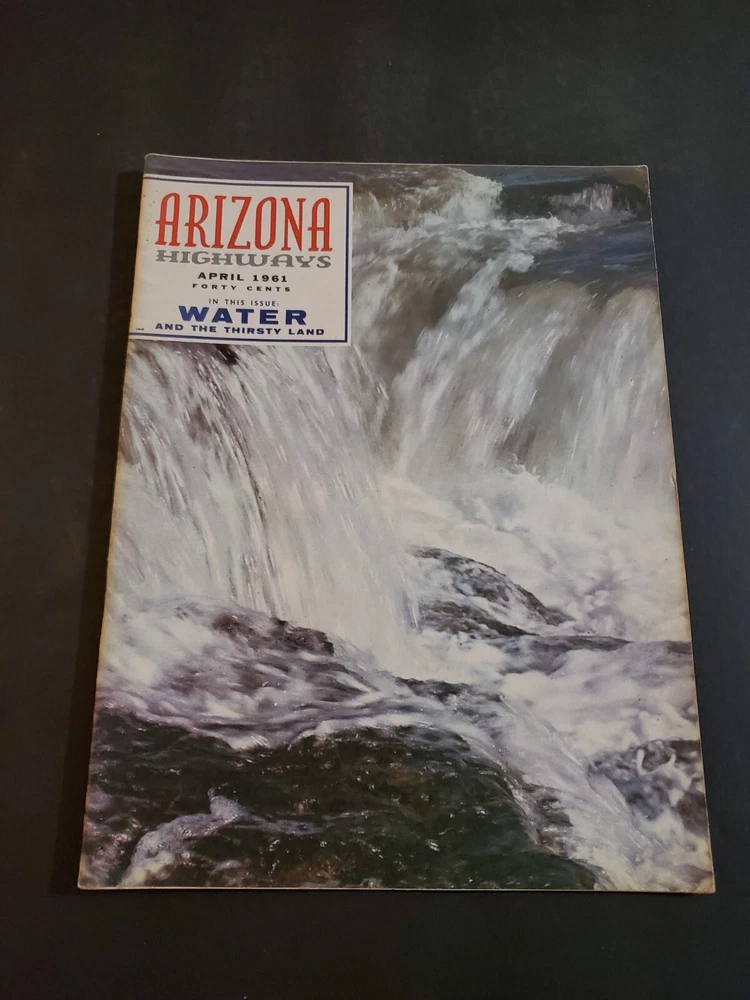 ARIZONA
HIGHWAYS
APRIL 1961
FORTY CENTS
IN THIS ISSUE:
WATER
AND THE THIRSTY LAND